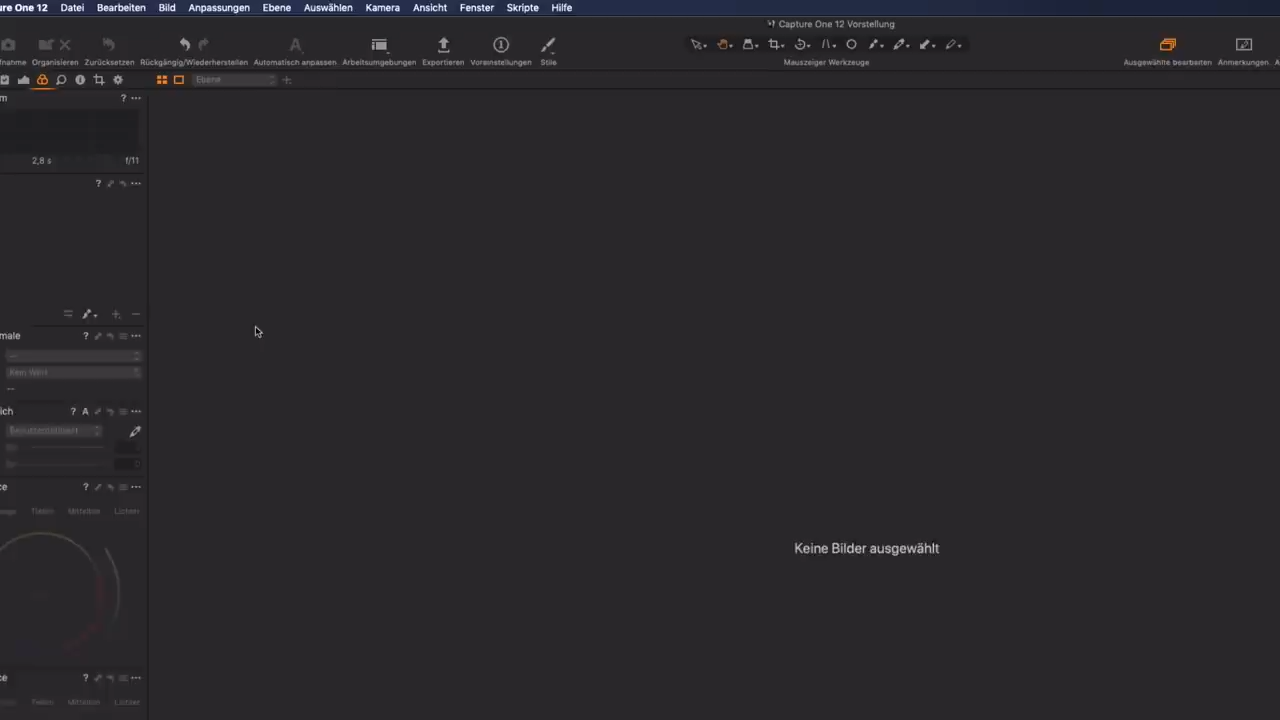 ure One 12 Datei Bearbeiten Bild Anpassungen Ebene Auswählen Kamera Ansicht Fenster Skripte Hilfe
Capture One 12 Vorstellung
fnahme Organisieren Zurücksetzen Rückgängig/Wiederherstellen Automatisch anpassen Arbeitsumgebungen Exportieren Voreinstellungen Stile Mauszeiger Werkzeuge Ausgewählte bearbeiten Anmerkungen A
Ebene
m ? ...
2,8 s f/11
? ...
male ? ...
--
Kein Wert
--
ich ? A ...
Benutzerdefiniert
ce ? ...
Tiefen Mitteltöne Lichter
Keine Bilder ausgewählt
ce ? ...
Tiefen Mitteltöne Lichter